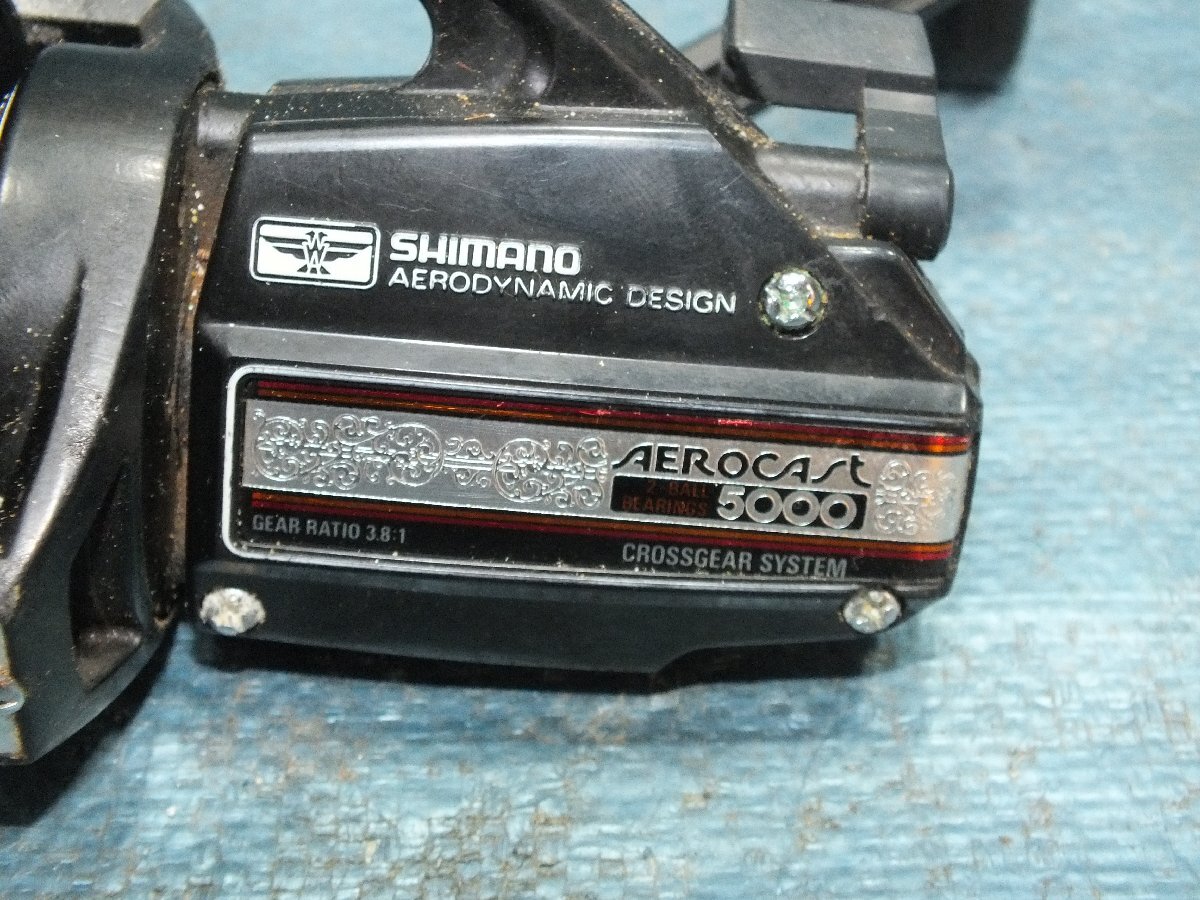 SHIMANO
AERODYNAMIC DESIGN
AEROCAST
2-BALL
BEARINGS
5000
GEAR RATIO 3.8:1
CROSSGEAR SYSTEM